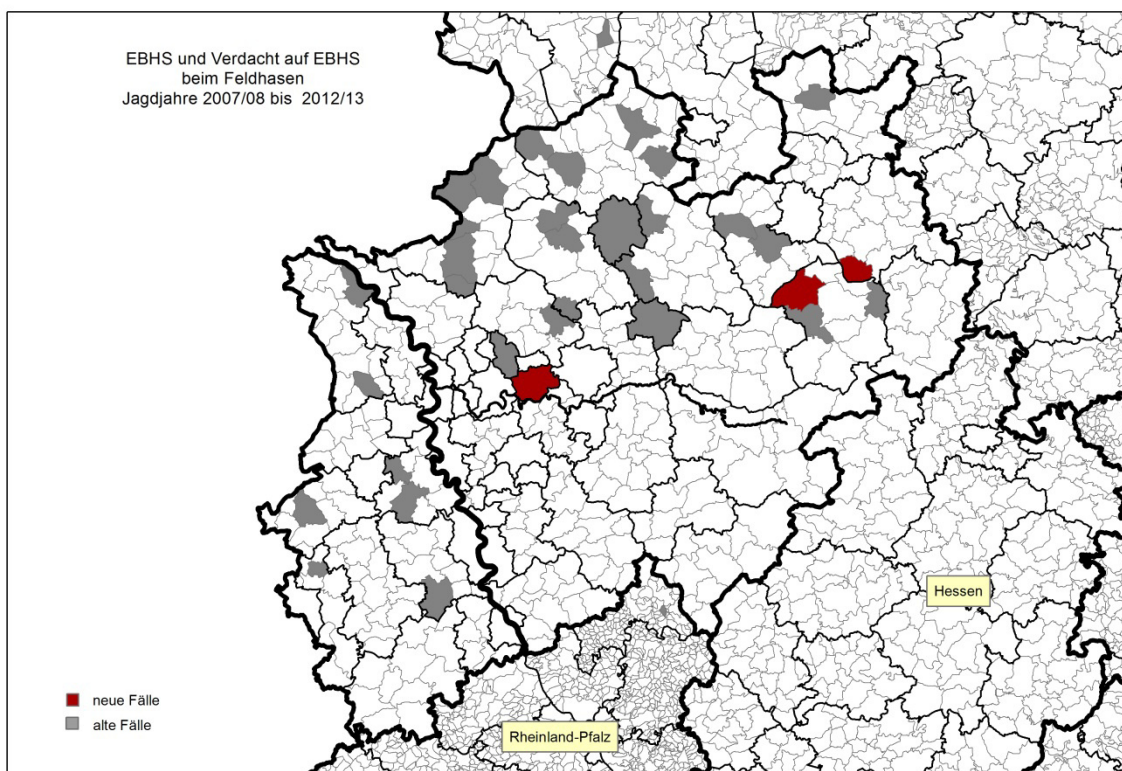 EBHS und Verdacht auf EBHS
beim Feldhasen
Jagdjahre 2007/08 bis 2012/13
Hessen
neue Fälle
alte Fälle
Rheinland-Pfalz